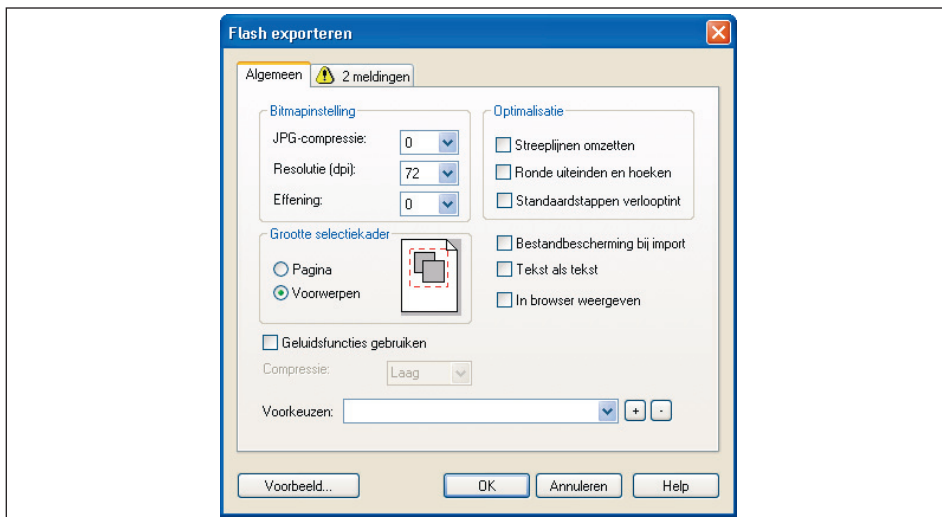 Flash exporteren
Algemeen
2 meldingen
Bitmapinstelling
JPG-compressie: 0
Resolutie (dpi): 72
Effening: 0
Optimalisatie
Streeplijnen omzetten
Ronde uiteinden en hoeken
Standaardstappen verlooptint
Grootte selectiekader
Pagina
Voorwerpen
Bestandbescherming bij import
Tekst als tekst
In browser weergeven
Geluidsfuncties gebruiken
Compressie: Laag
Voorkeuzen: + -
Voorbeeld... OK Annuleren Help